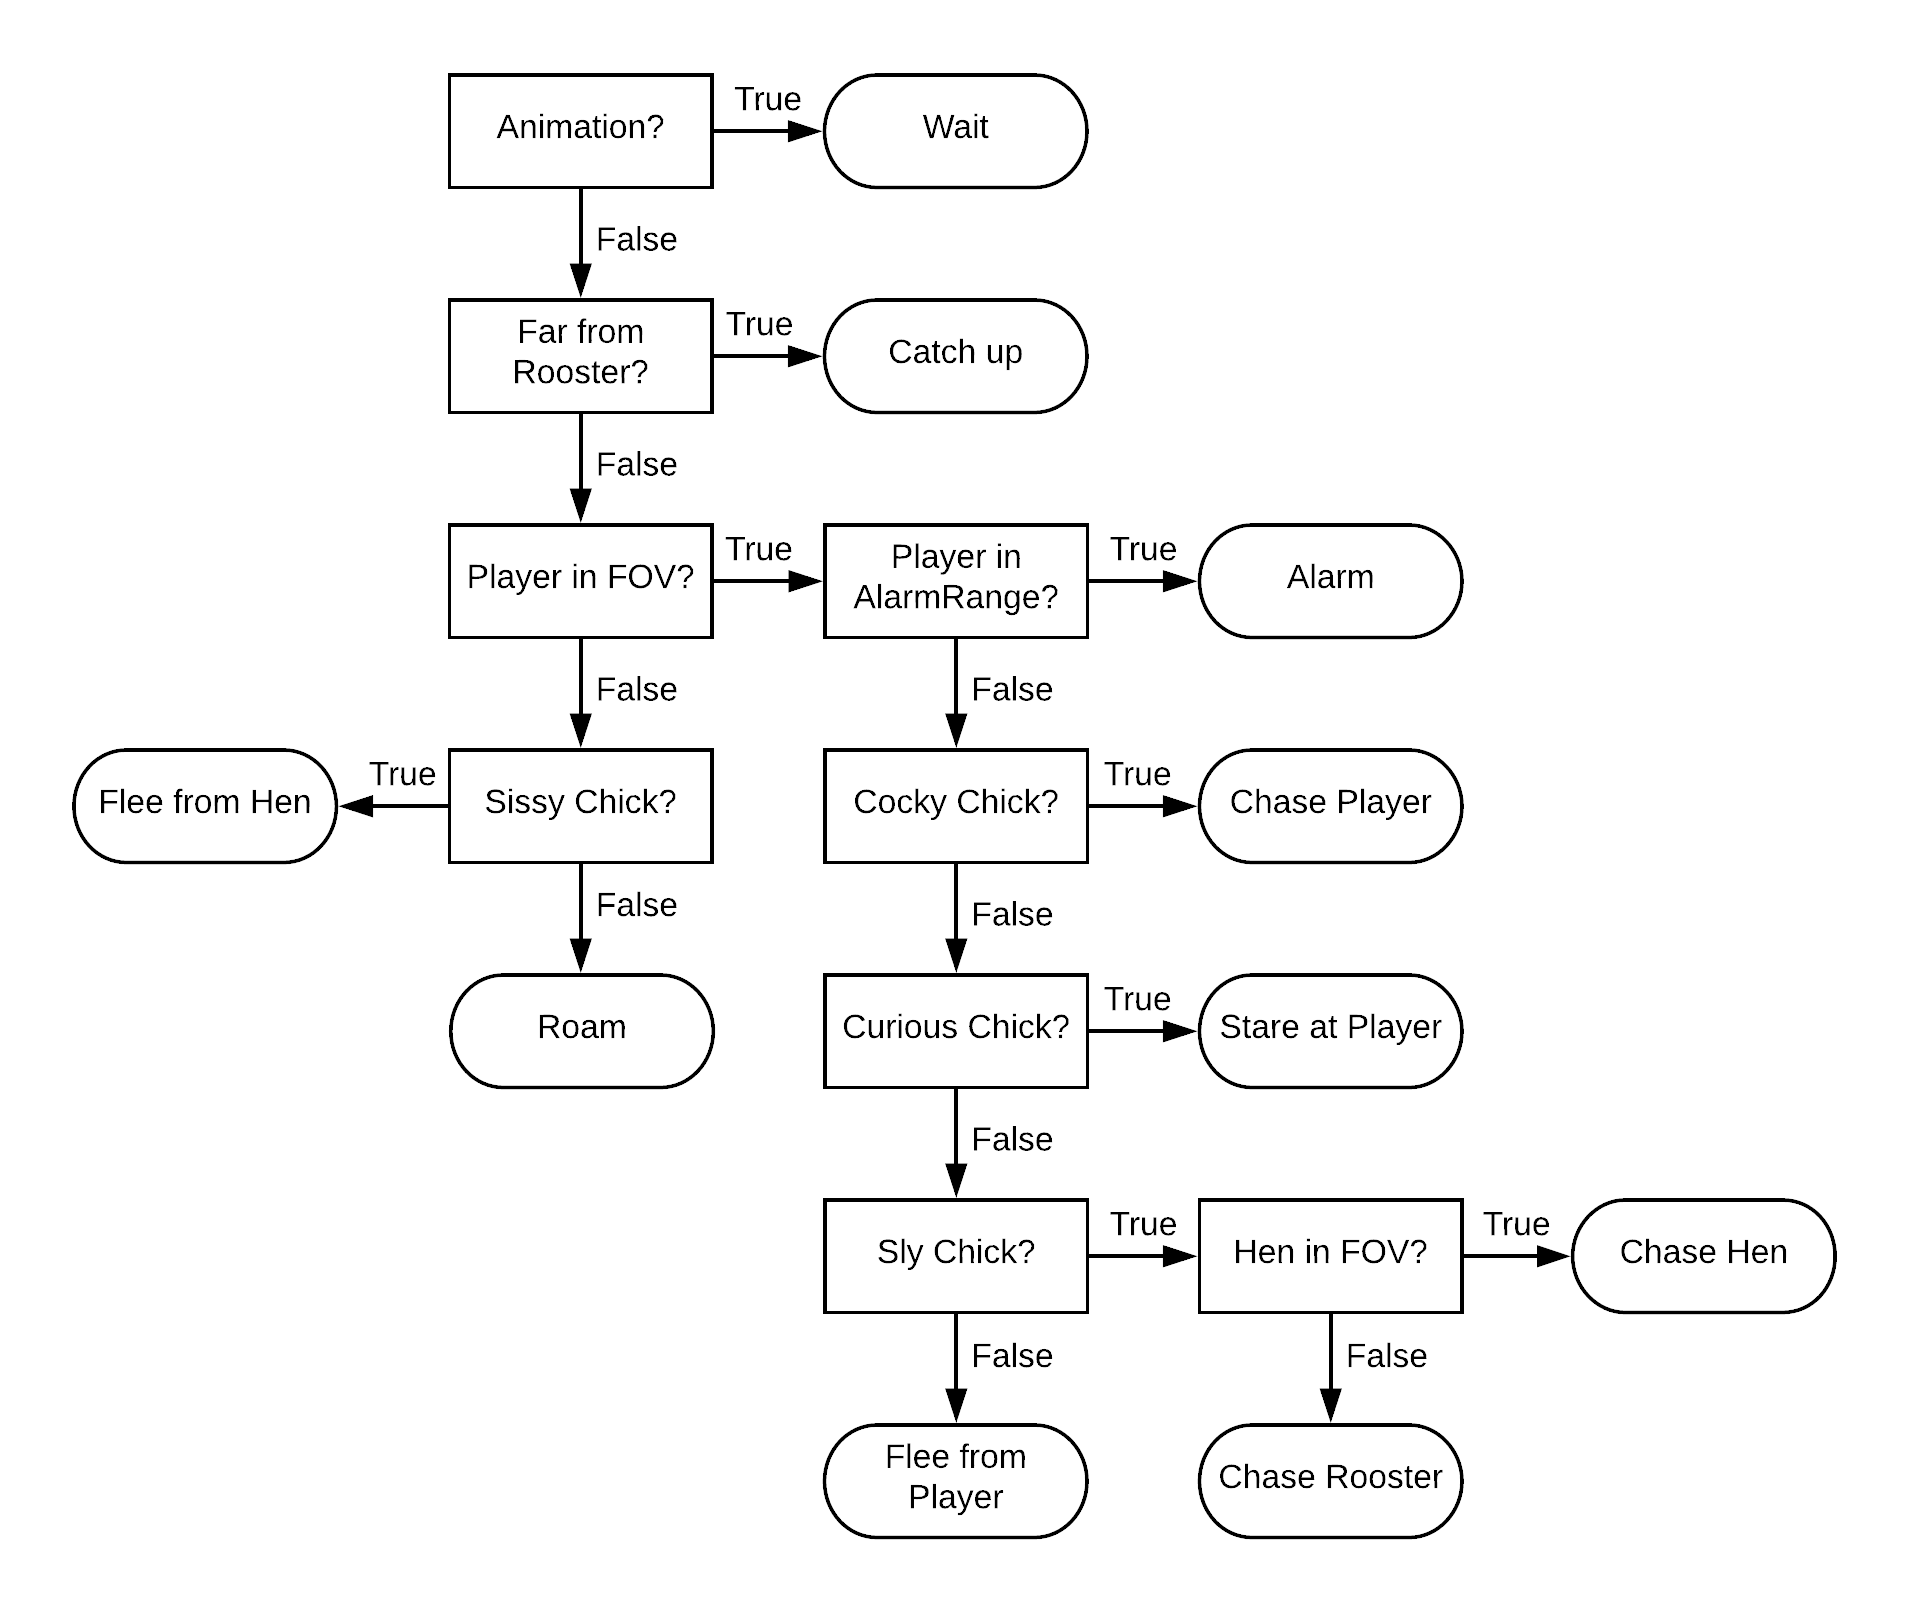 Animation?
True
Wait
False
Far from
Rooster?
True
Catch up
False
Player in FOV?
True
Player in
AlarmRange?
True
Alarm
False
False
Flee from Hen
True
Sissy Chick?
Cocky Chick?
True
Chase Player
False
False
Roam
Curious Chick?
True
Stare at Player
False
Sly Chick?
True
Hen in FOV?
True
Chase Hen
False
False
Flee from
Player
Chase Rooster